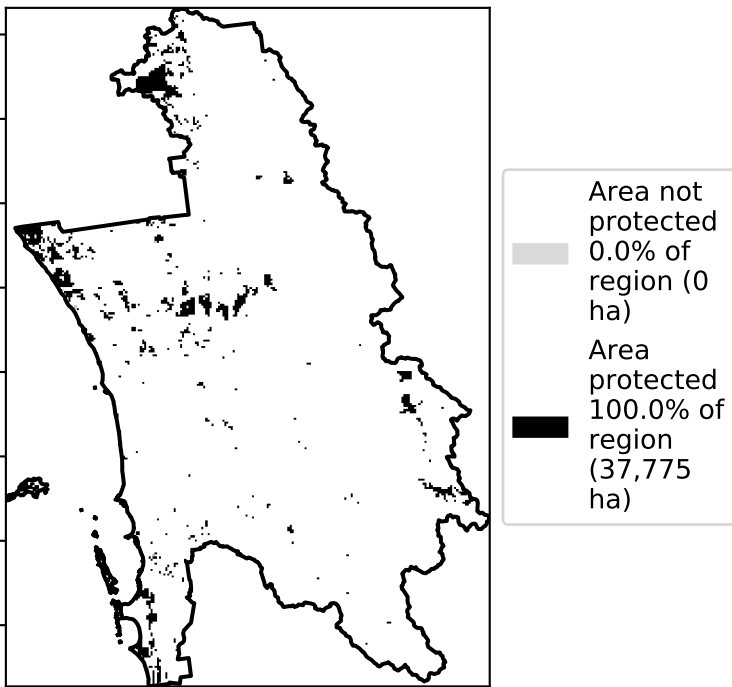 Area not
protected
0.0% of
region (0
ha)
Area
protected
100.0% of
region
(37,775
ha)